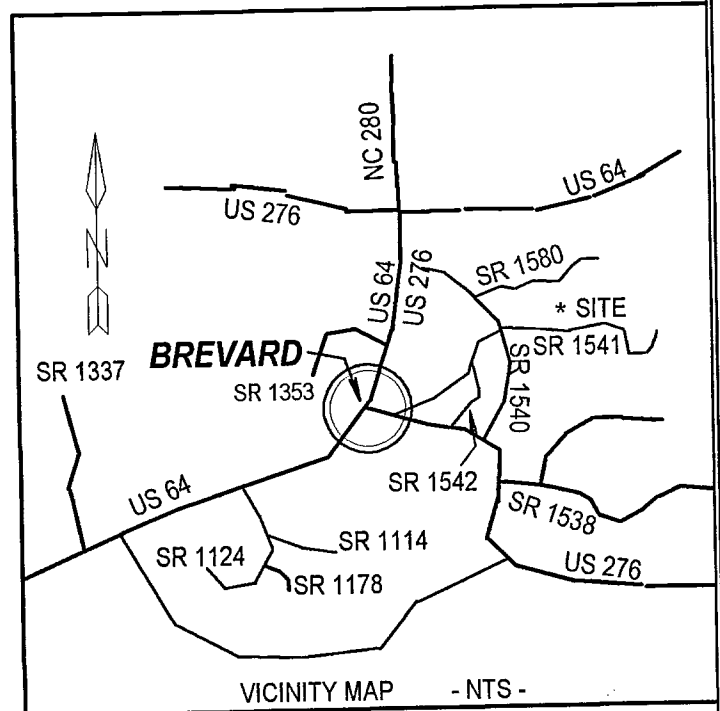 NC 280
US 64
US 276
N
US 64
US 276
SR 1580
* SITE
SR 1541
BREVARD
SR 1337
SR 1353
SR 1540
SR 1542
US 64
SR 1538
SR 1114
SR 1124
SR 1178
US 276
VICINITY MAP - NTS -